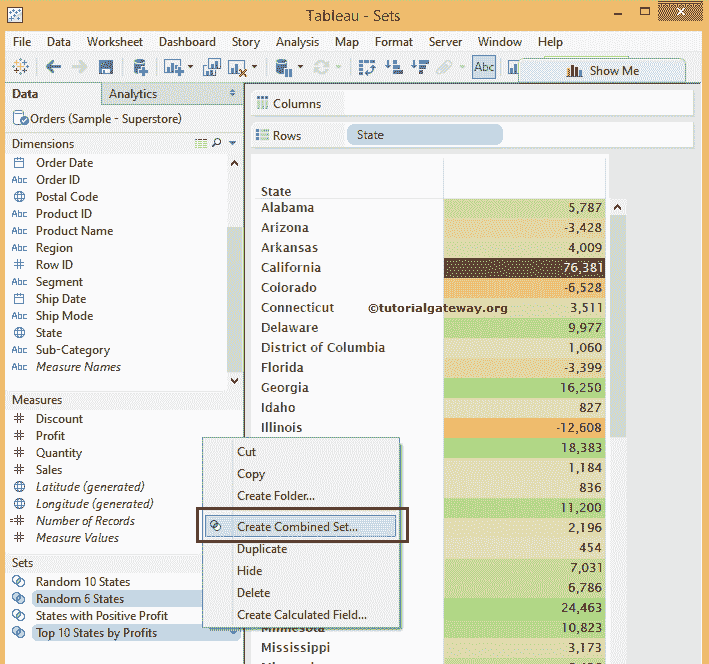 Tableau - Sets
File Data Worksheet Dashboard Story Analysis Map Format Server Window Help
Abc Show Me
Data Analytics
Orders (Sample - Superstore)
Dimensions
Order Date
Abc Order ID
Postal Code
Abc Product ID
Abc Product Name
Abc Region
# Row ID
Abc Segment
Ship Date
Abc Ship Mode
State
Abc Sub-Category
Abc Measure Names
Measures
# Discount
# Profit
# Quantity
# Sales
Latitude (generated)
Longitude (generated)
=# Number of Records
# Measure Values
Sets
Random 10 States
Random 6 States
States with Positive Profit
Top 10 States by Profits
Cut
Copy
Create Folder...
Create Combined Set...
Duplicate
Hide
Delete
Create Calculated Field...
Columns
Rows State
State
Alabama 5,787
Arizona -3,428
Arkansas 4,009
California 76,381
Colorado -6,528
Connecticut 3,511
©tutorialgateway.org
Delaware 9,977
District of Columbia 1,060
Florida -3,399
Georgia 16,250
Idaho 827
Illinois -12,608
18,383
1,184
836
11,200
2,196
454
7,031
6,786
24,463
Minnesota 10,823
Mississippi 3,173